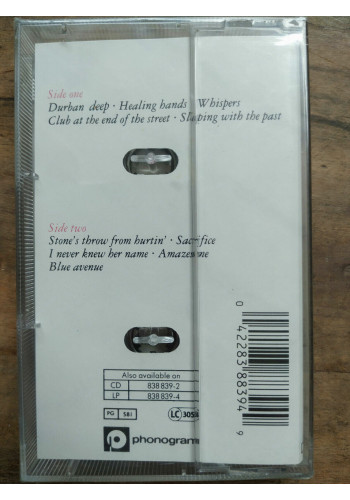 Side one
Durban deep · Healing hands · Whispers
Club at the end of the street · Sleeping with the past
Side two
Stone's throw from hurtin' · Sacrifice
I never knew her name · Amazes me
Blue avenue
Also available on
CD 838 839-2
LP 838 839-4
PG 581 LC 305
phonogram
0 42283 88394 9